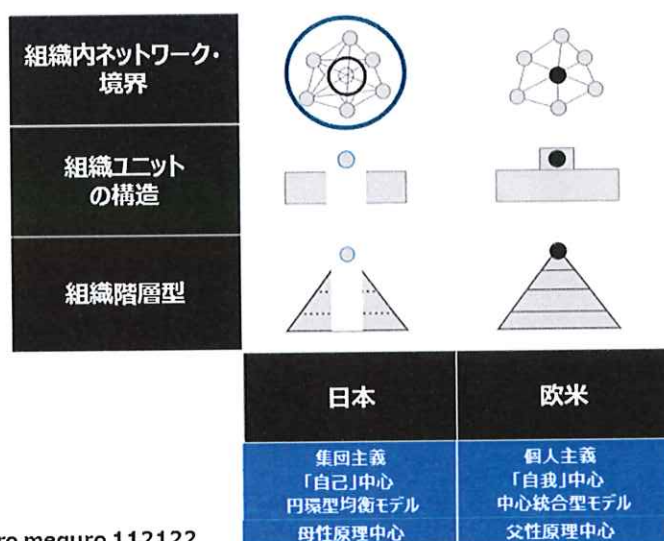 組織内ネットワーク・
境界
組織ユニット
の構造
組織階層型
日本
欧米
集団主義
「自己」中心
円環型均衡モデル
母性原理中心
個人主義
「自我」中心
中心統合型モデル
父性原理中心
ro meguro 112122